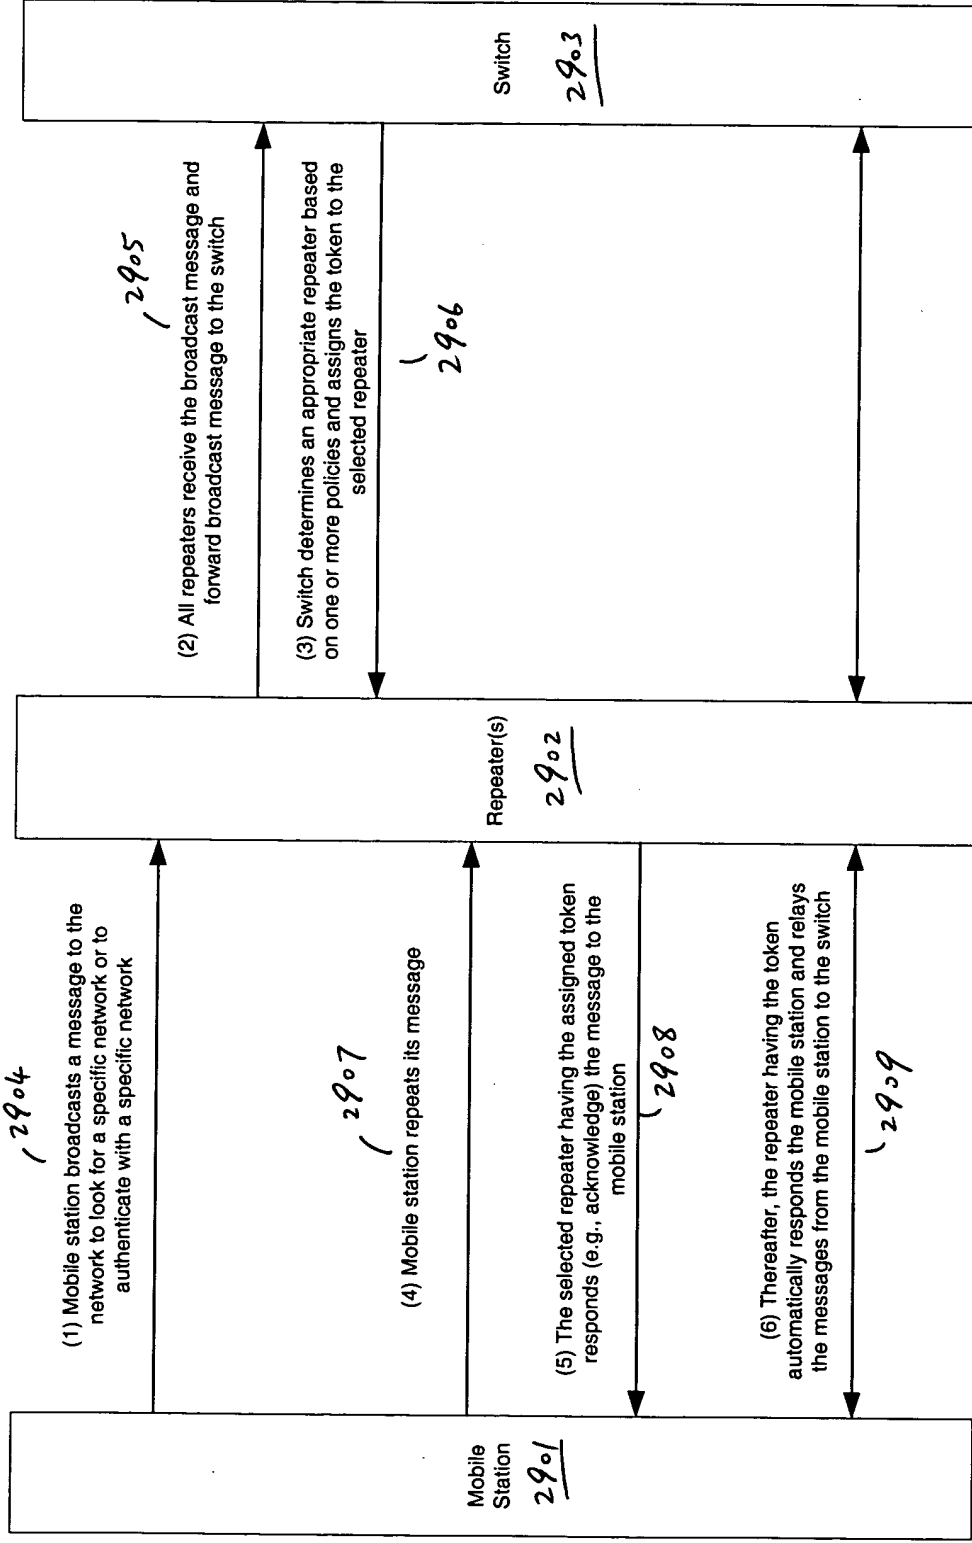 2904
(1) Mobile station broadcasts a message to the
network to look for a specific network or to
authenticate with a specific network
2905
(2) All repeaters receive the broadcast message and
forward broadcast message to the switch
(3) Switch determines an appropriate repeater based
on one or more policies and assigns the token to the
selected repeater
2906
2907
(4) Mobile station repeats its message
Mobile
Station
2901
Repeater(s)
2902
Switch
2903
(5) The selected repeater having the assigned token
responds (e.g., acknowledge) the message to the
mobile station
2908
(6) Thereafter, the repeater having the token
automatically responds the mobile station and relays
the messages from the mobile station to the switch
2909